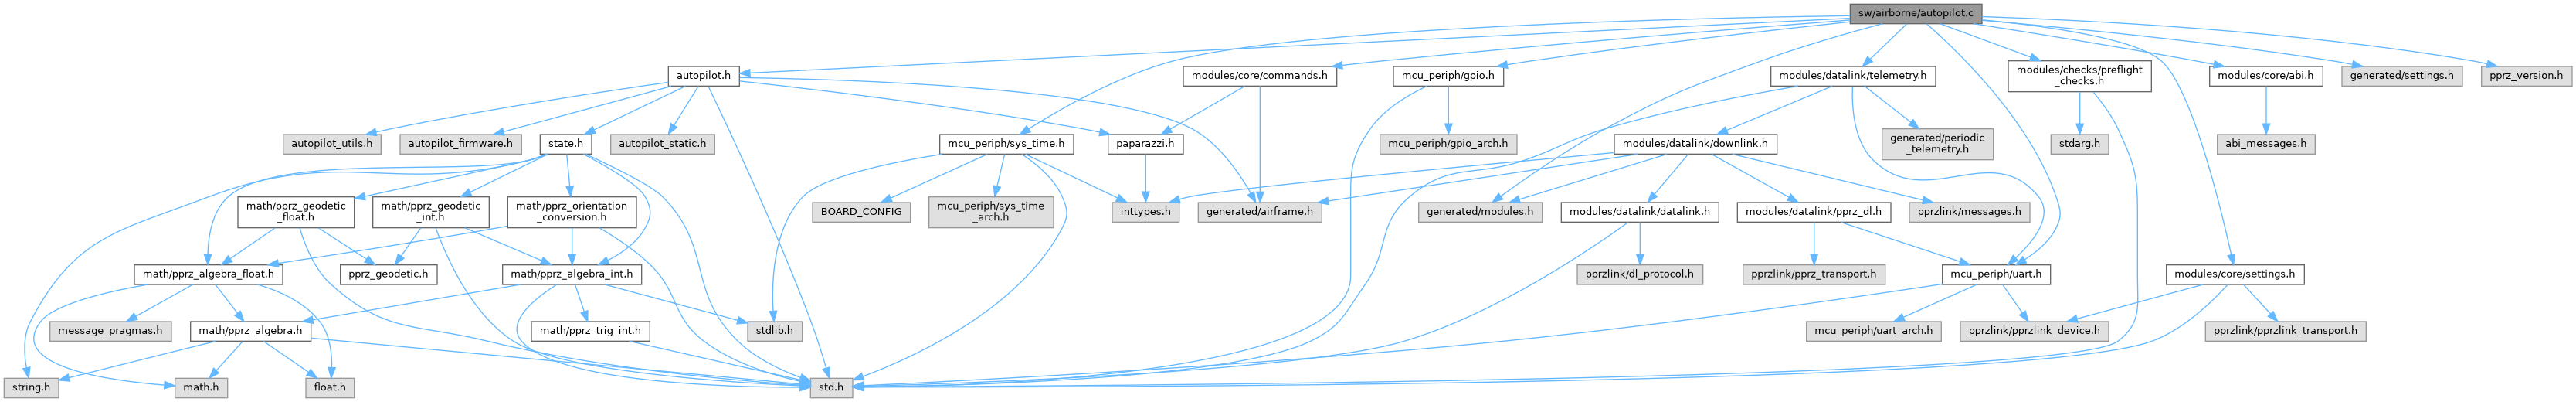 sw/airborne/autopilot.c
autopilot.h
modules/core/commands.h
mcu_periph/gpio.h
modules/datalink/telemetry.h
modules/checks/preflight
_checks.h
modules/core/abi.h
generated/settings.h
pprz_version.h
autopilot_utils.h
autopilot_firmware.h
state.h
autopilot_static.h
mcu_periph/sys_time.h
paparazzi.h
mcu_periph/gpio_arch.h
modules/datalink/downlink.h
generated/periodic
_telemetry.h
stdarg.h
abi_messages.h
math/pprz_geodetic
_float.h
math/pprz_geodetic
_int.h
math/pprz_orientation
_conversion.h
BOARD_CONFIG
mcu_periph/sys_time
_arch.h
inttypes.h
generated/airframe.h
generated/modules.h
modules/datalink/datalink.h
modules/datalink/pprz_dl.h
pprzlink/messages.h
math/pprz_algebra_float.h
pprz_geodetic.h
math/pprz_algebra_int.h
pprzlink/dl_protocol.h
pprzlink/pprz_transport.h
mcu_periph/uart.h
modules/core/settings.h
message_pragmas.h
math/pprz_algebra.h
math/pprz_trig_int.h
stdlib.h
mcu_periph/uart_arch.h
pprzlink/pprzlink_device.h
pprzlink/pprzlink_transport.h
string.h
math.h
float.h
std.h